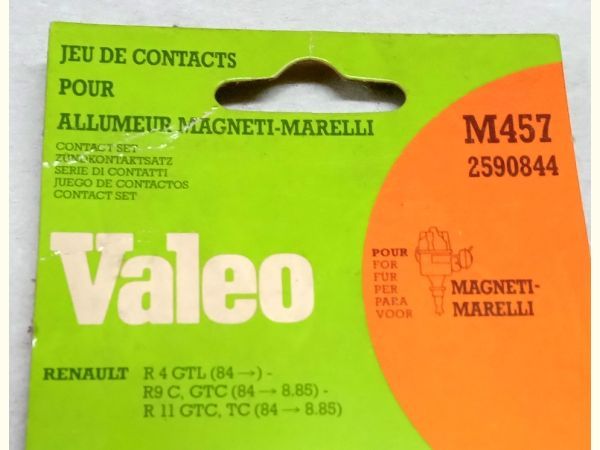 JEU DE CONTACTS
POUR
ALLUMEUR MAGNETI-MARELLI
CONTACT SET
ZÜNDKONTAKTSATZ
SERIE DI CONTATTI
JUEGO DE CONTACTOS
CONTACT SET
M457
2590844
Valeo
POUR
FOR
FÜR
PER
PARA
VOOR
MAGNETI-
MARELLI
RENAULT R 4 GTL (84 →) -
R9 C, GTC (84 → 8.85) -
R 11 GTC, TC (84 → 8.85)